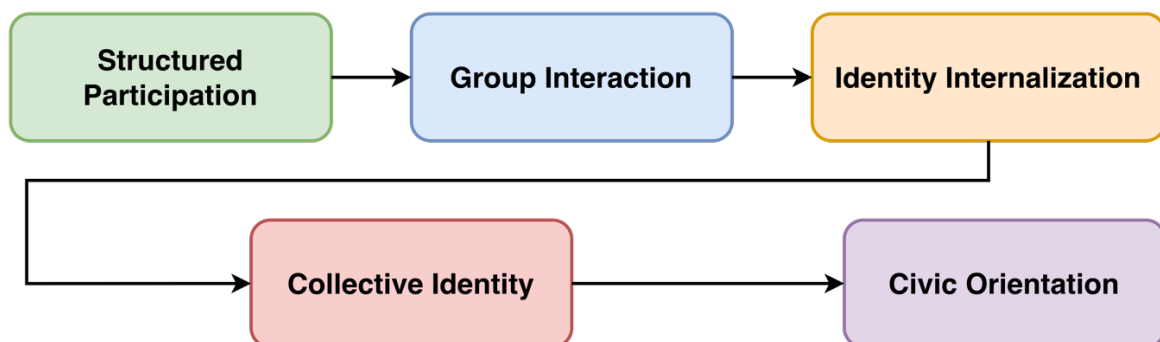 Structured
Participation
Group Interaction
Identity Internalization
Collective Identity
Civic Orientation